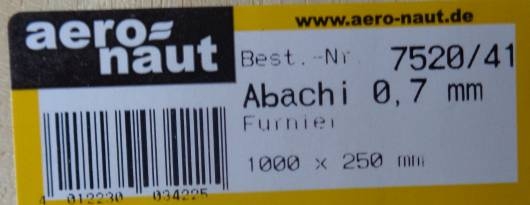 www.aero-naut.de
aero-
naut
Best.-Nr. 7520/41
Abachi 0,7 mm
Furnier
1000 x 250 mm
4 012230 034225